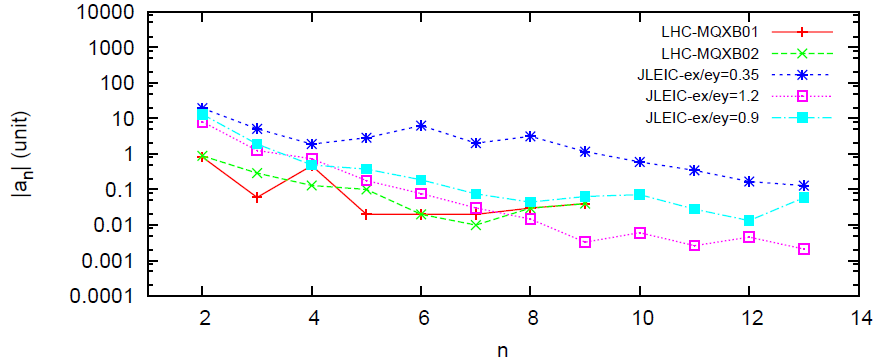 10000
1000
100
10
1
0.1
0.01
0.001
0.0001
|an| (unit)
LHC-MQXB01
LHC-MQXB02
JLEIC-ex/ey=0.35
JLEIC-ex/ey=1.2
JLEIC-ex/ey=0.9
2 4 6 8 10 12 14
n